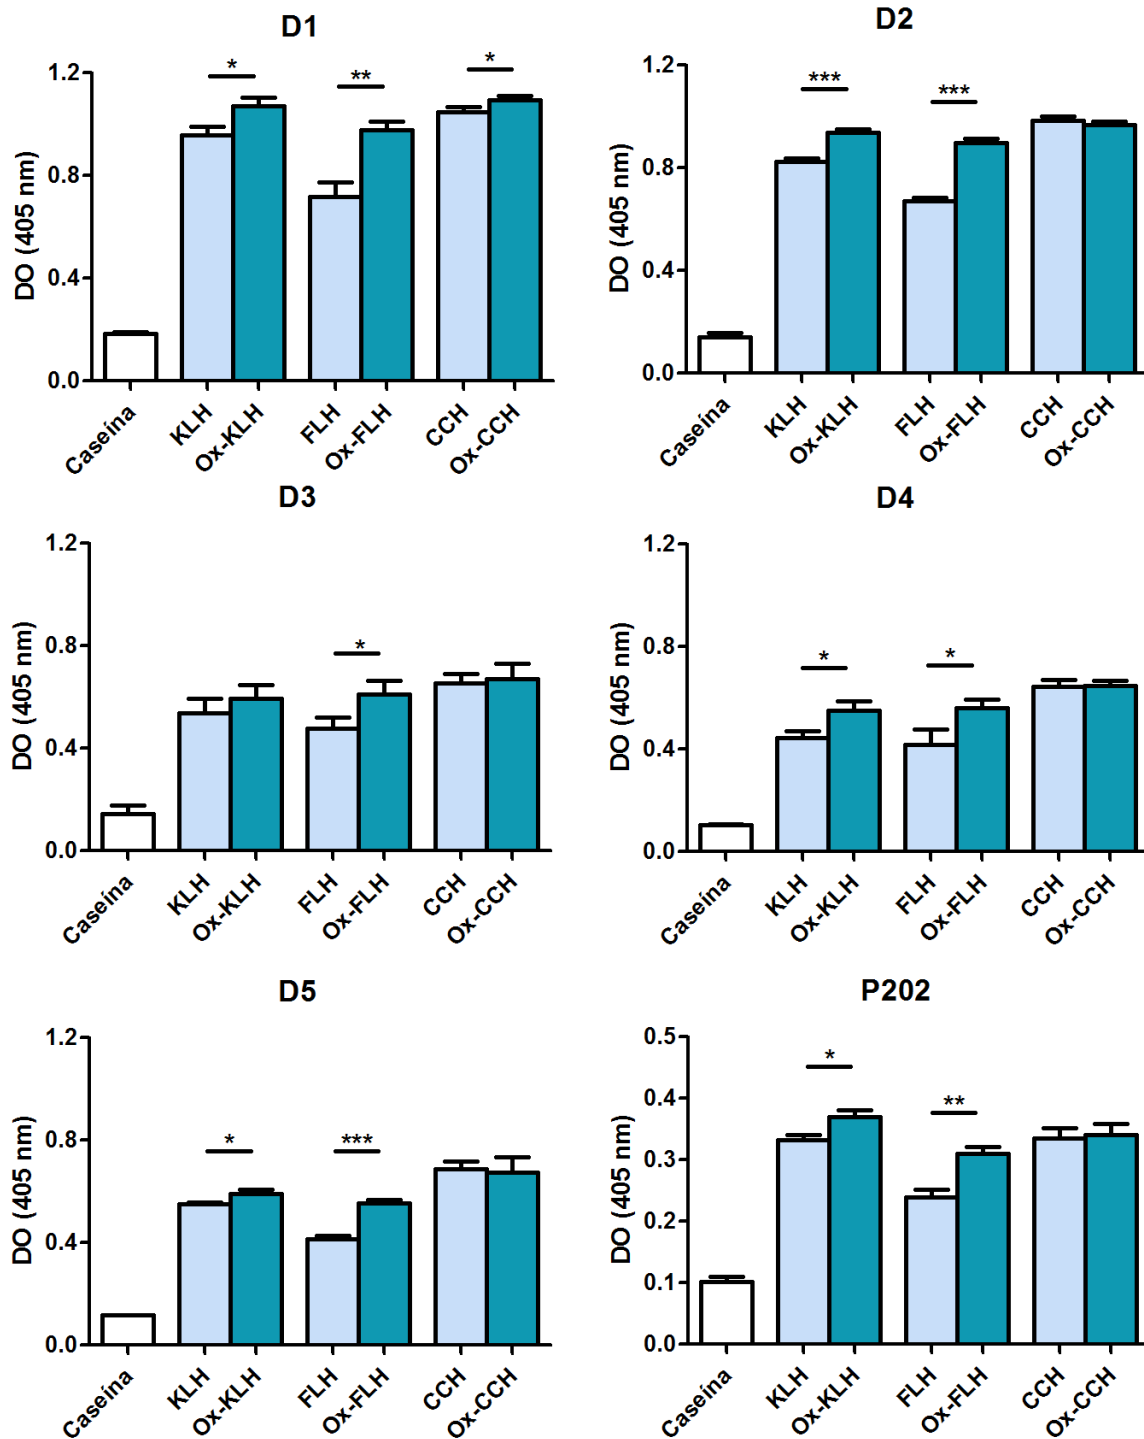 D1
*
**
*
1.2
0.8
0.4
0.0
DO (405 nm)
Caseína
KLH
Ox-KLH
FLH
Ox-FLH
CCH
Ox-CCH
D2
***
***
1.2
0.8
0.4
0.0
DO (405 nm)
Caseína
KLH
Ox-KLH
FLH
Ox-FLH
CCH
Ox-CCH
D3
*
1.2
0.8
0.4
0.0
DO (405 nm)
Caseína
KLH
Ox-KLH
FLH
Ox-FLH
CCH
Ox-CCH
D4
*
*
1.2
0.8
0.4
0.0
DO (405 nm)
Caseína
KLH
Ox-KLH
FLH
Ox-FLH
CCH
Ox-CCH
D5
*
***
1.2
0.8
0.4
0.0
DO (405 nm)
Caseína
KLH
Ox-KLH
FLH
Ox-FLH
CCH
Ox-CCH
P202
*
**
0.5
0.4
0.3
0.2
0.1
0.0
DO (405 nm)
Caseína
KLH
Ox-KLH
FLH
Ox-FLH
CCH
Ox-CCH